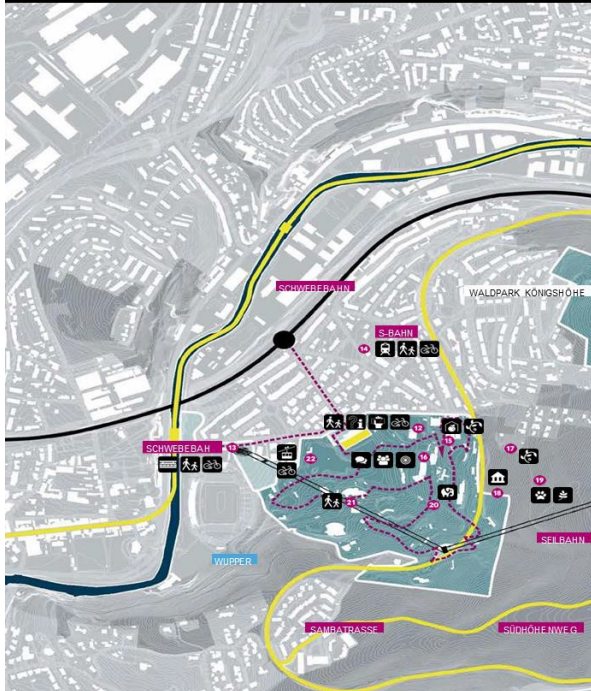 SCHWEBEBAHN
WALDPARK KÖNIGSHÖHE
S-BAHN
14
12
15
SCHWEBEBAH
13
17
22
16
19
18
21
20
SEILBAHN
WUPPER
SAMBATRASSE
SÜDHÖHENWEG